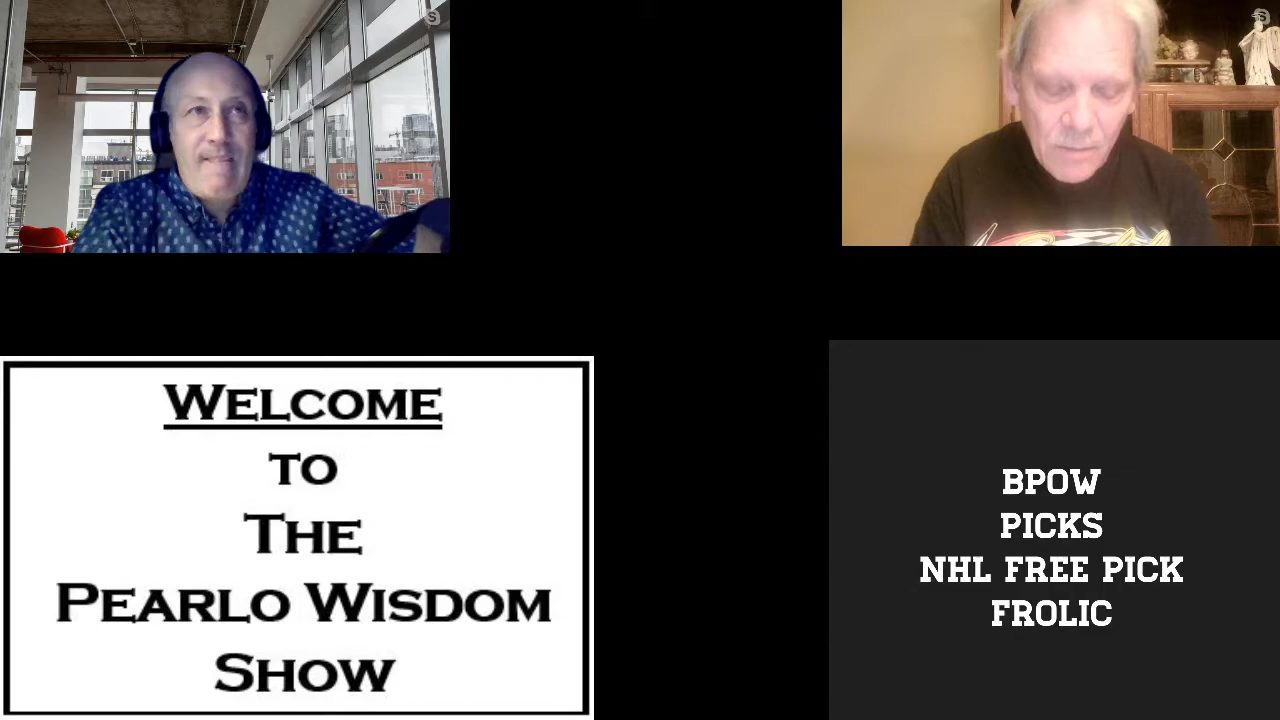 WELCOME
TO
THE
PEARLO WISDOM
SHOW
BPOW
PICKS
NHL FREE PICK
FROLIC